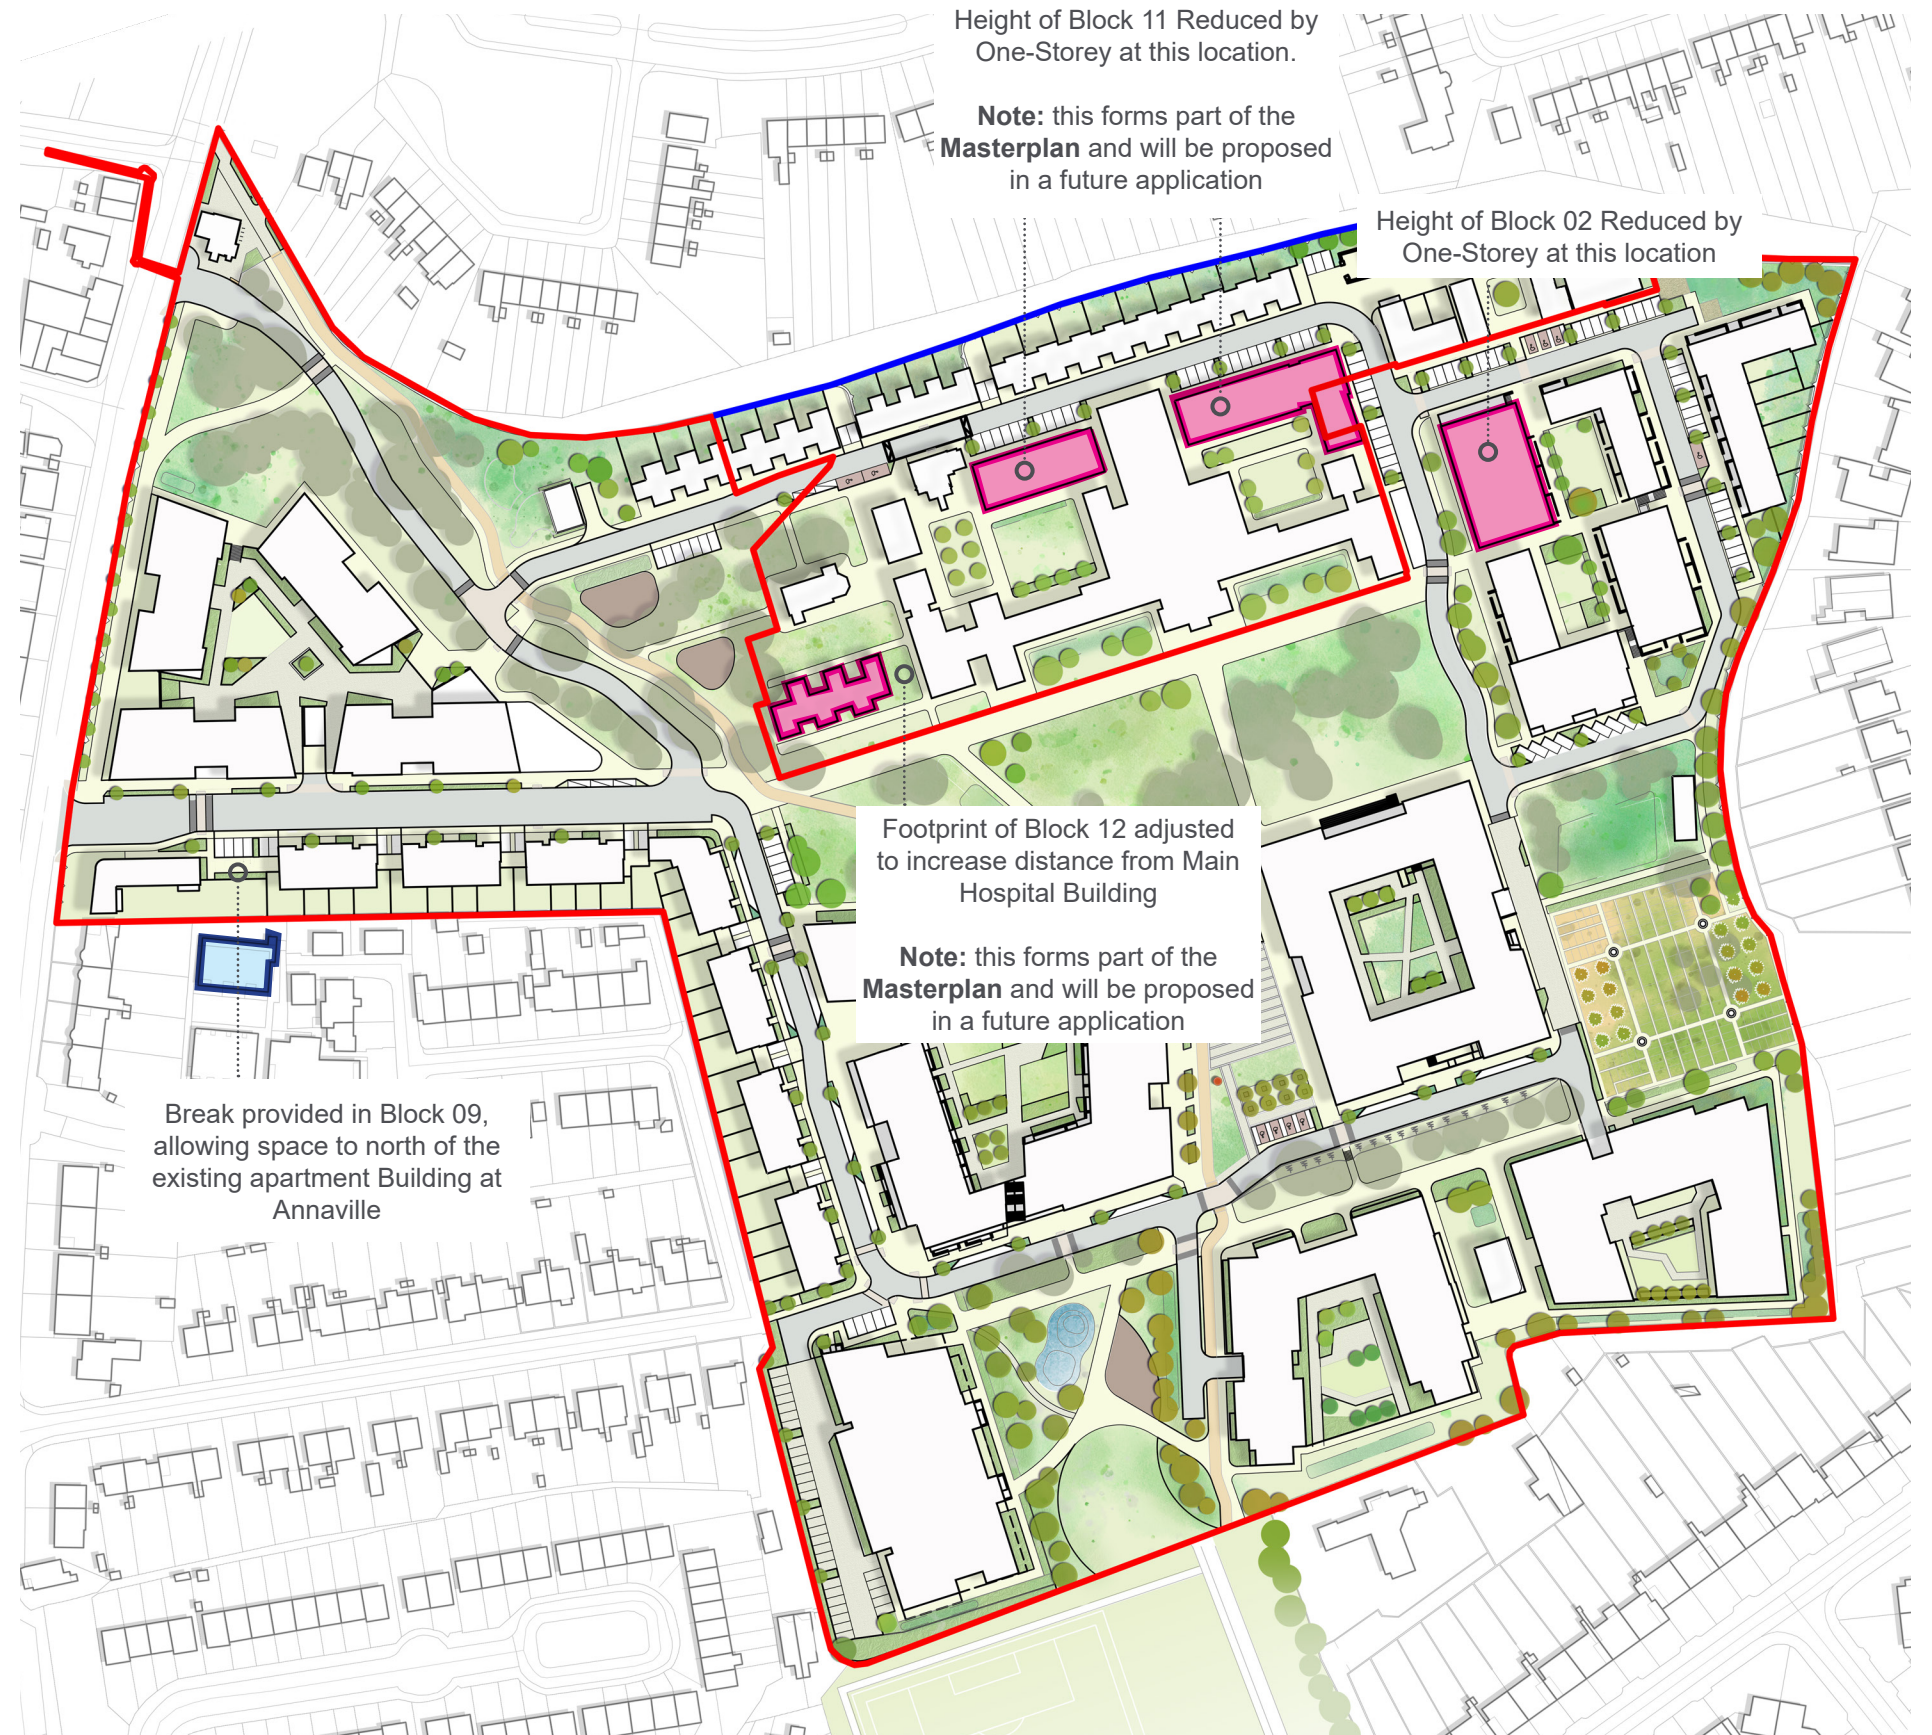 Height of Block 11 Reduced by
One-Storey at this location.
Note: this forms part of the
Masterplan and will be proposed
in a future application
Height of Block 02 Reduced by
One-Storey at this location
Footprint of Block 12 adjusted
to increase distance from Main
Hospital Building
Note: this forms part of the
Masterplan and will be proposed
in a future application
Break provided in Block 09,
allowing space to north of the
existing apartment Building at
Annaville